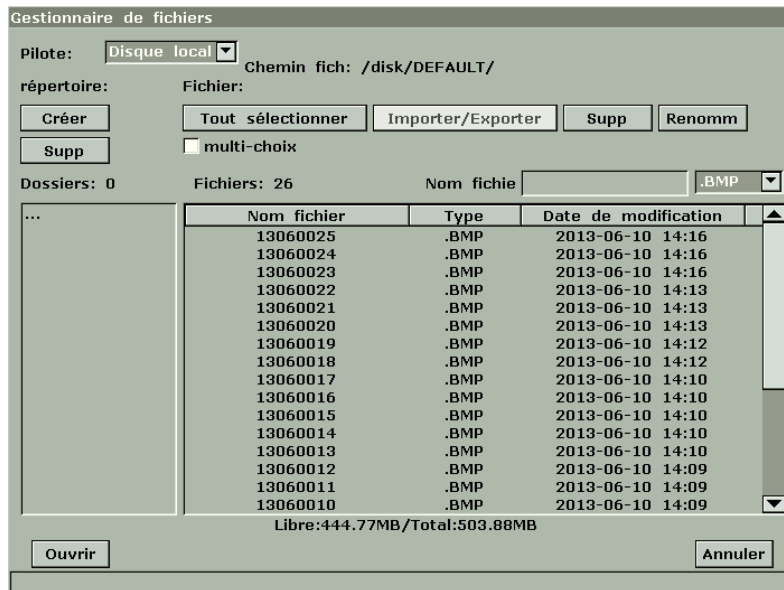 Gestionnaire de fichiers
Pilote: Disque local
Chemin fich: /disk/DEFAULT/
répertoire: Fichier:
Créer Tout sélectionner Importer/Exporter Supp Renomm
Supp multi-choix
Dossiers: 0 Fichiers: 26 Nom fichie .BMP
... Nom fichier Type Date de modification
13060025 .BMP 2013-06-10 14:16
13060024 .BMP 2013-06-10 14:16
13060023 .BMP 2013-06-10 14:16
13060022 .BMP 2013-06-10 14:13
13060021 .BMP 2013-06-10 14:13
13060020 .BMP 2013-06-10 14:13
13060019 .BMP 2013-06-10 14:12
13060018 .BMP 2013-06-10 14:12
13060017 .BMP 2013-06-10 14:10
13060016 .BMP 2013-06-10 14:10
13060015 .BMP 2013-06-10 14:10
13060014 .BMP 2013-06-10 14:10
13060013 .BMP 2013-06-10 14:10
13060012 .BMP 2013-06-10 14:09
13060011 .BMP 2013-06-10 14:09
13060010 .BMP 2013-06-10 14:09
Libre:444.77MB/Total:503.88MB
Ouvrir Annuler